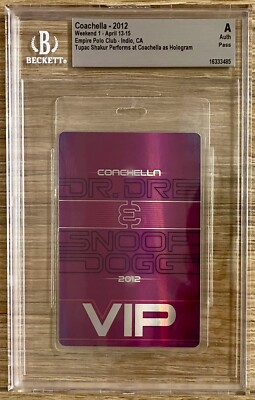 BECKETT
Coachella - 2012
Weekend 1 - April 13-15
Empire Polo Club - Indio, CA
Tupac Shakur Performs at Coachella as Hologram
A
Auth
Pass
16333485
COACHELLA
DR. DRE
&
SNOOP
DOGG
2012
VIP